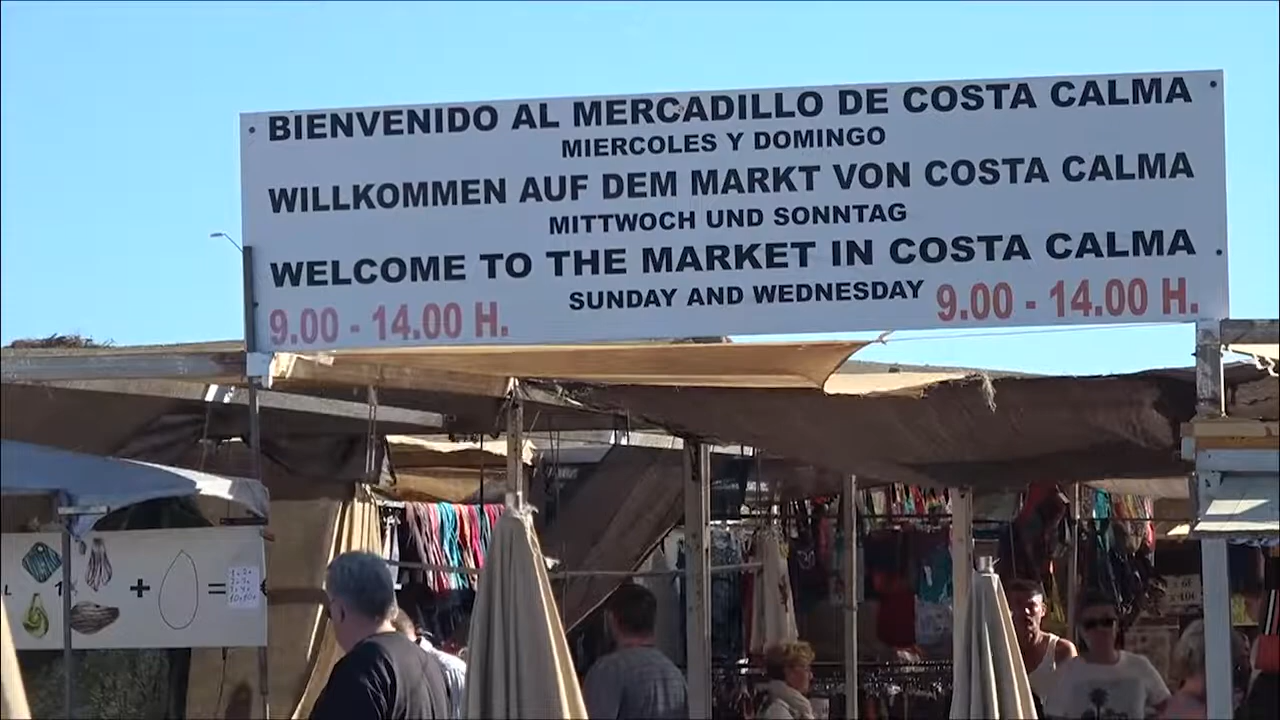 BIENVENIDO AL MERCADILLO DE COSTA CALMA
MIERCOLES Y DOMINGO
WILLKOMMEN AUF DEM MARKT VON COSTA CALMA
MITTWOCH UND SONNTAG
WELCOME TO THE MARKET IN COSTA CALMA
SUNDAY AND WEDNESDAY
9.00 - 14.00 H. 9.00 - 14.00 H.
+ =